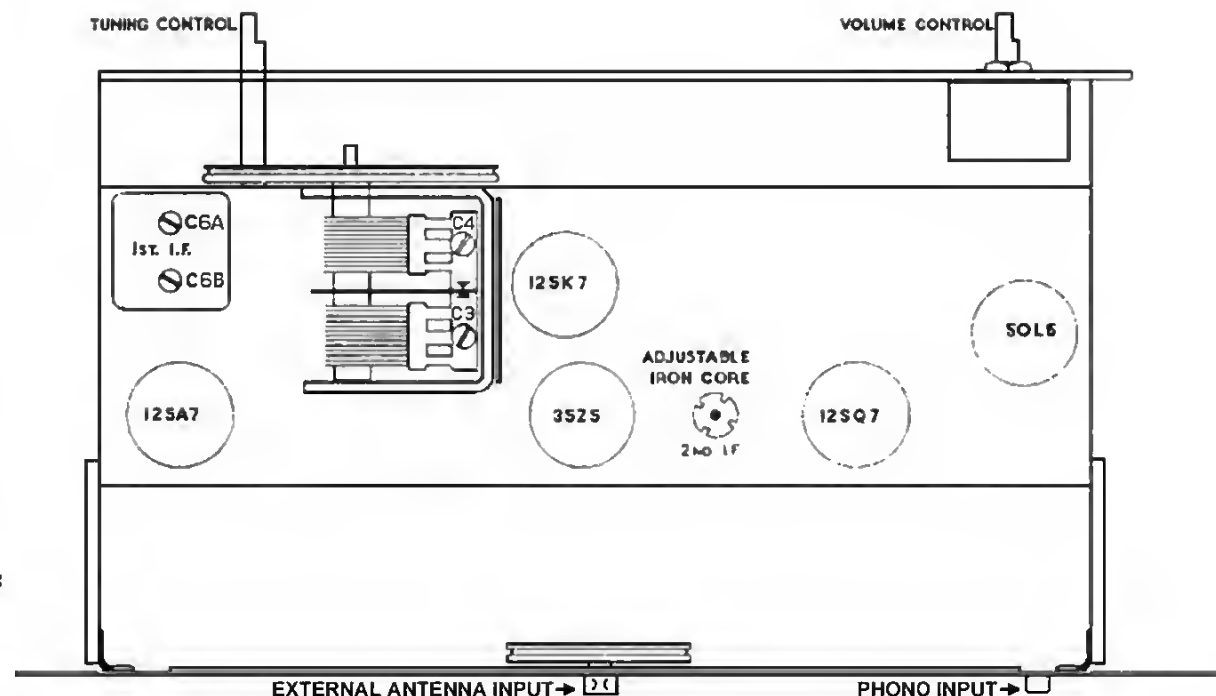 TUNING CONTROL
VOLUME CONTROL
C6A
1ST. I.F.
C6B
C4
C3
12SK7
50L6
ADJUSTABLE
IRON CORE
2ND IF
12SA7
35Z5
12SQ7
EXTERNAL ANTENNA INPUT→
PHONO INPUT→